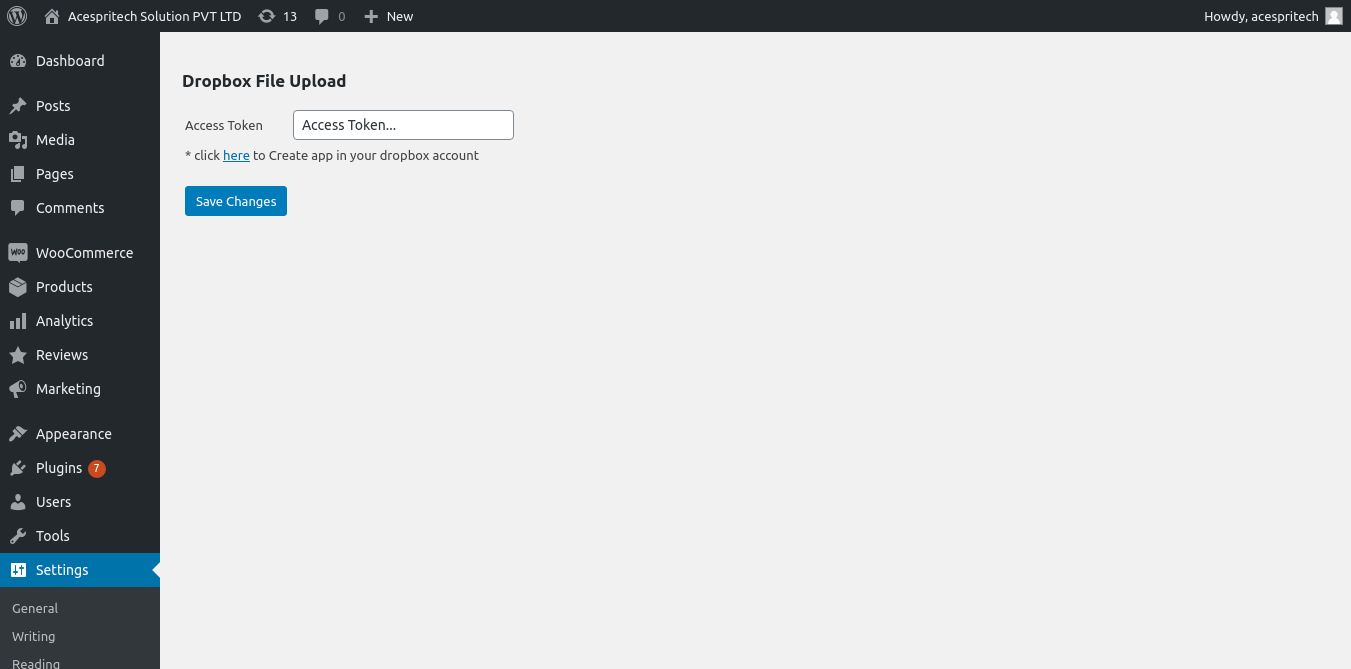 Acespritech Solution PVT LTD 13 0 New Howdy, acespritech
Dashboard
Posts
Media
Pages
Comments
WOO WooCommerce
Products
Analytics
Reviews
Marketing
Appearance
Plugins 7
Users
Tools
Settings
General
Writing
Reading
Dropbox File Upload
Access Token Access Token...
* click here to Create app in your dropbox account
Save Changes